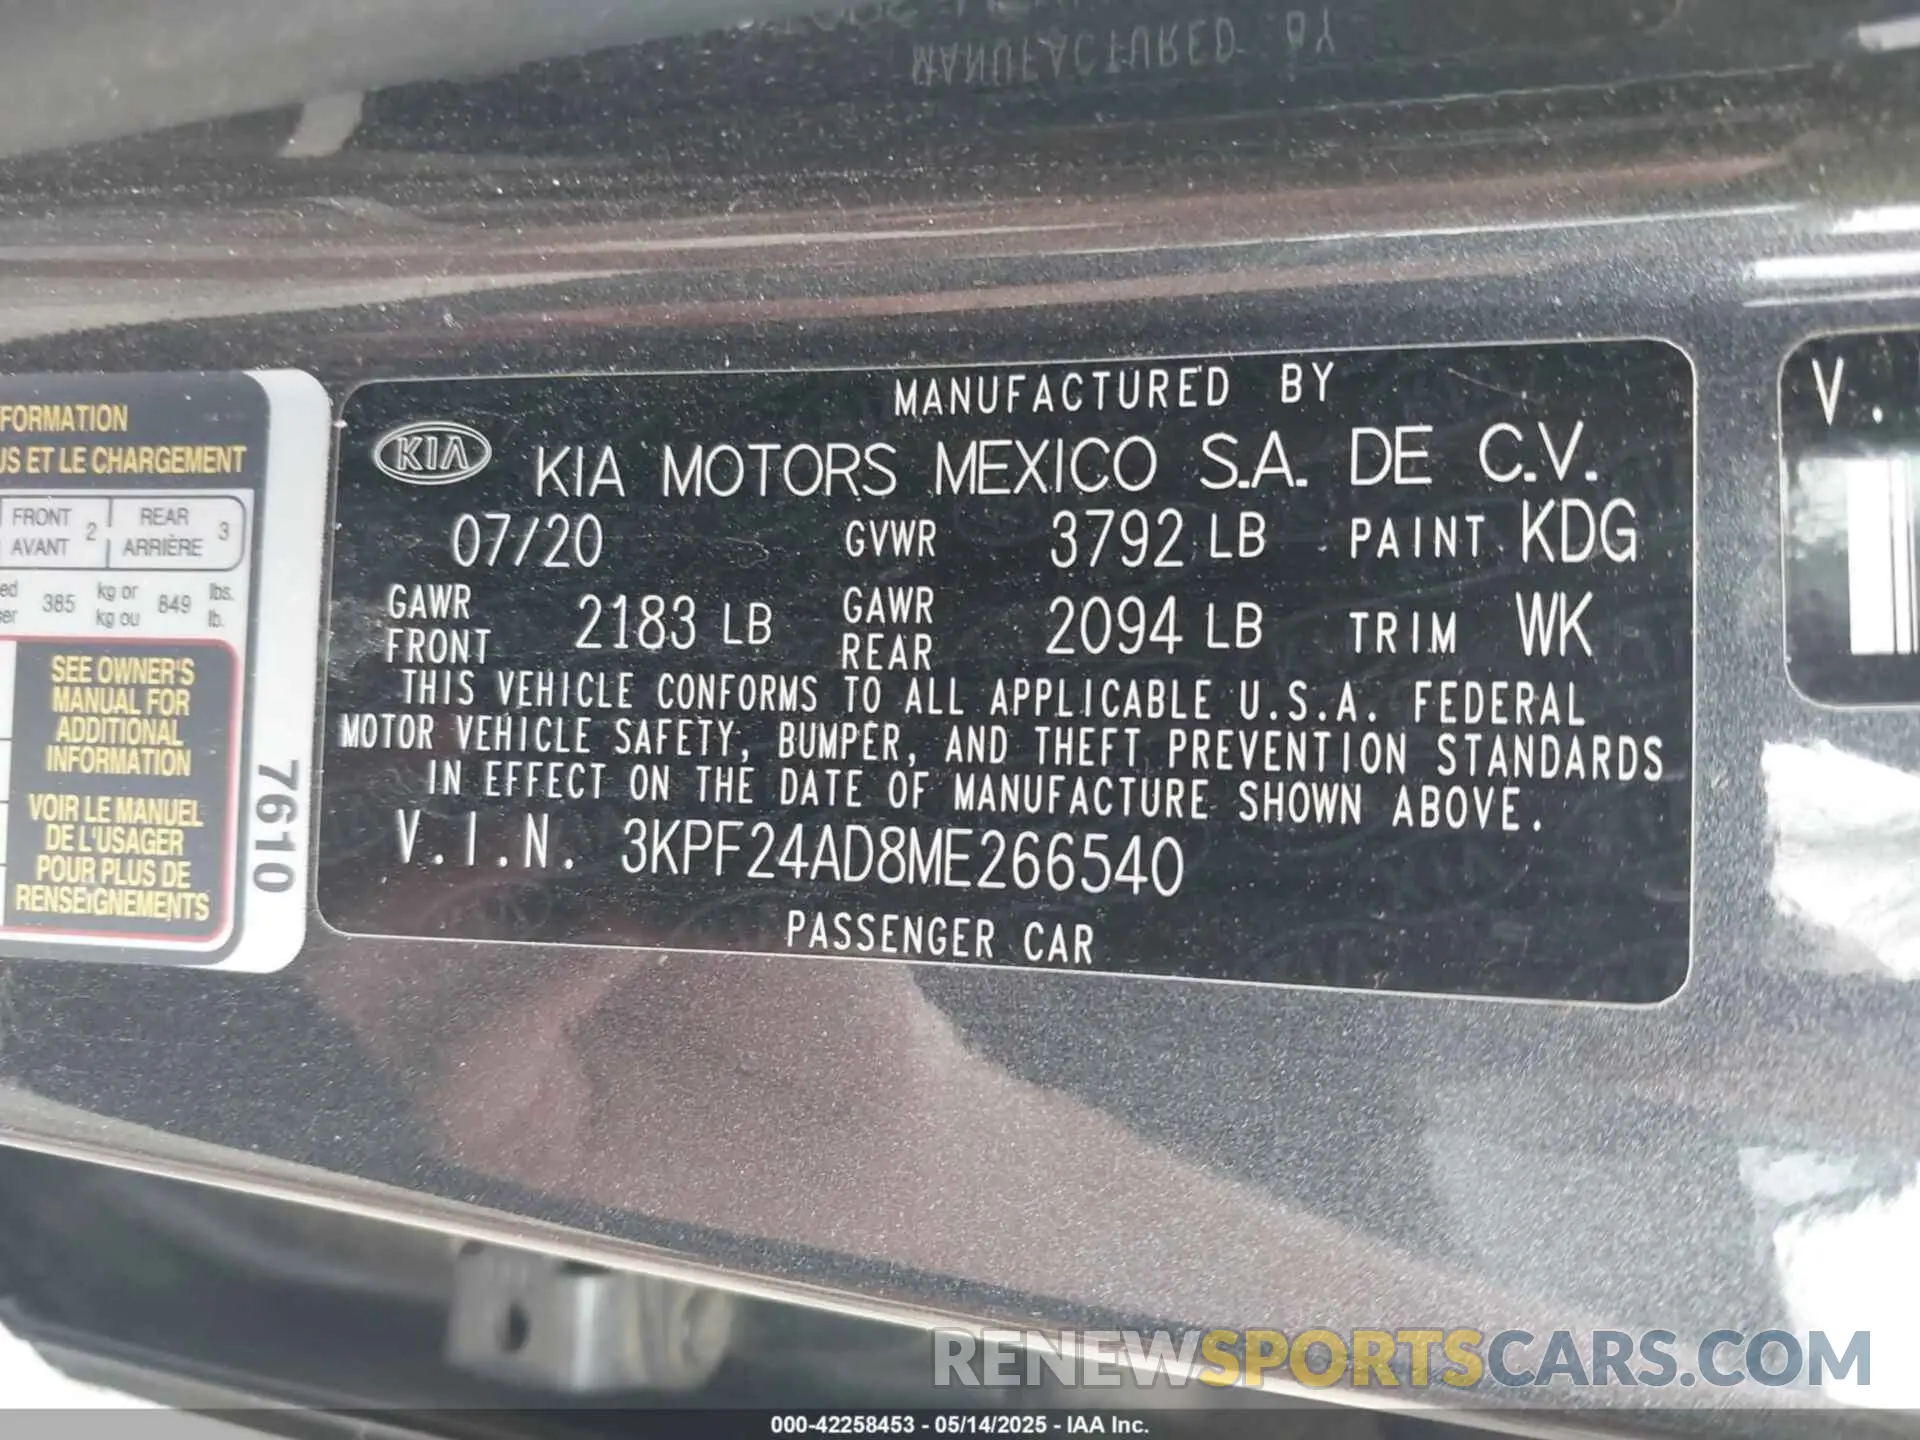 MANUFACTURED BY
FORMATION
US ET LE CHARGEMENT
FRONT 2 REAR 3
AVANT ARRIÈRE
385 kg or 849 lbs.
kg ou lb.
SEE OWNER'S
MANUAL FOR
ADDITIONAL
INFORMATION
VOIR LE MANUEL
DE L'USAGER
POUR PLUS DE
RENSEIGNEMENTS
7610
MANUFACTURED BY
KIA KIA MOTORS MEXICO S.A. DE C.V.
07/20 GVWR 3792 LB PAINT KDG
GAWR FRONT 2183 LB GAWR REAR 2094 LB TRIM WK
THIS VEHICLE CONFORMS TO ALL APPLICABLE U.S.A. FEDERAL
MOTOR VEHICLE SAFETY, BUMPER, AND THEFT PREVENTION STANDARDS
IN EFFECT ON THE DATE OF MANUFACTURE SHOWN ABOVE.
V.I.N. 3KPF24AD8ME266540
PASSENGER CAR
V
RENEWSPORTSCARS.COM
000-42258453 - 05/14/2025 - IAA Inc.